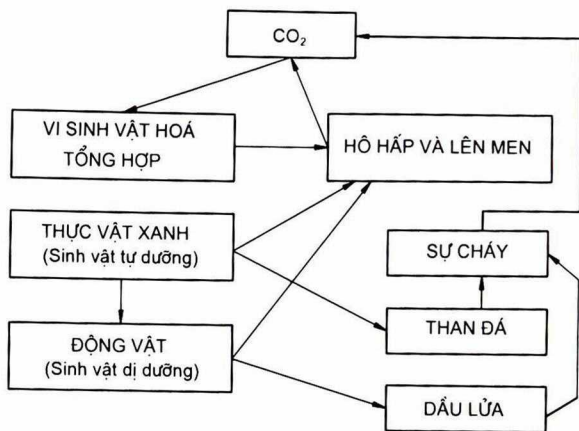 CO₂
VI SINH VẬT HOÁ
TỔNG HỢP
HÔ HẤP VÀ LÊN MEN
THỰC VẬT XANH
(Sinh vật tự dưỡng)
SỰ CHÁY
ĐỘNG VẬT
(Sinh vật dị dưỡng)
THAN ĐÁ
DẦU LỬA